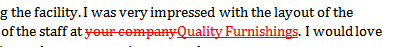 g the facility. I was very impressed with the layout of the
of the staff at your companyQuality Furnishings. I would love